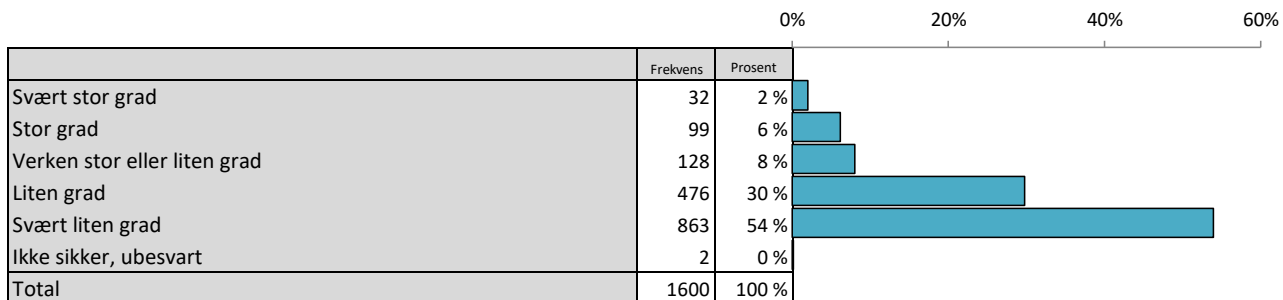 0% 20% 40% 60%
Frekvens Prosent
Svært stor grad 32 2 %
Stor grad 99 6 %
Verken stor eller liten grad 128 8 %
Liten grad 476 30 %
Svært liten grad 863 54 %
Ikke sikker, ubesvart 2 0 %
Total 1600 100 %